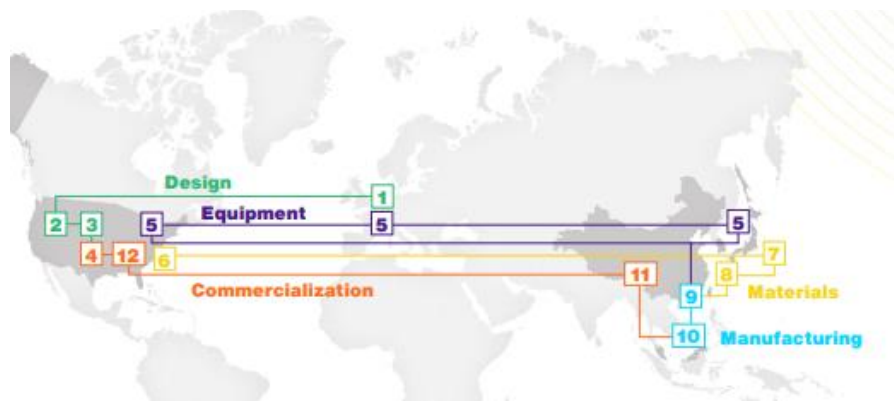 Design
1
2
3
5
Equipment
5
5
4
12
6
7
11
8
Commercialization
9
Materials
10
Manufacturing